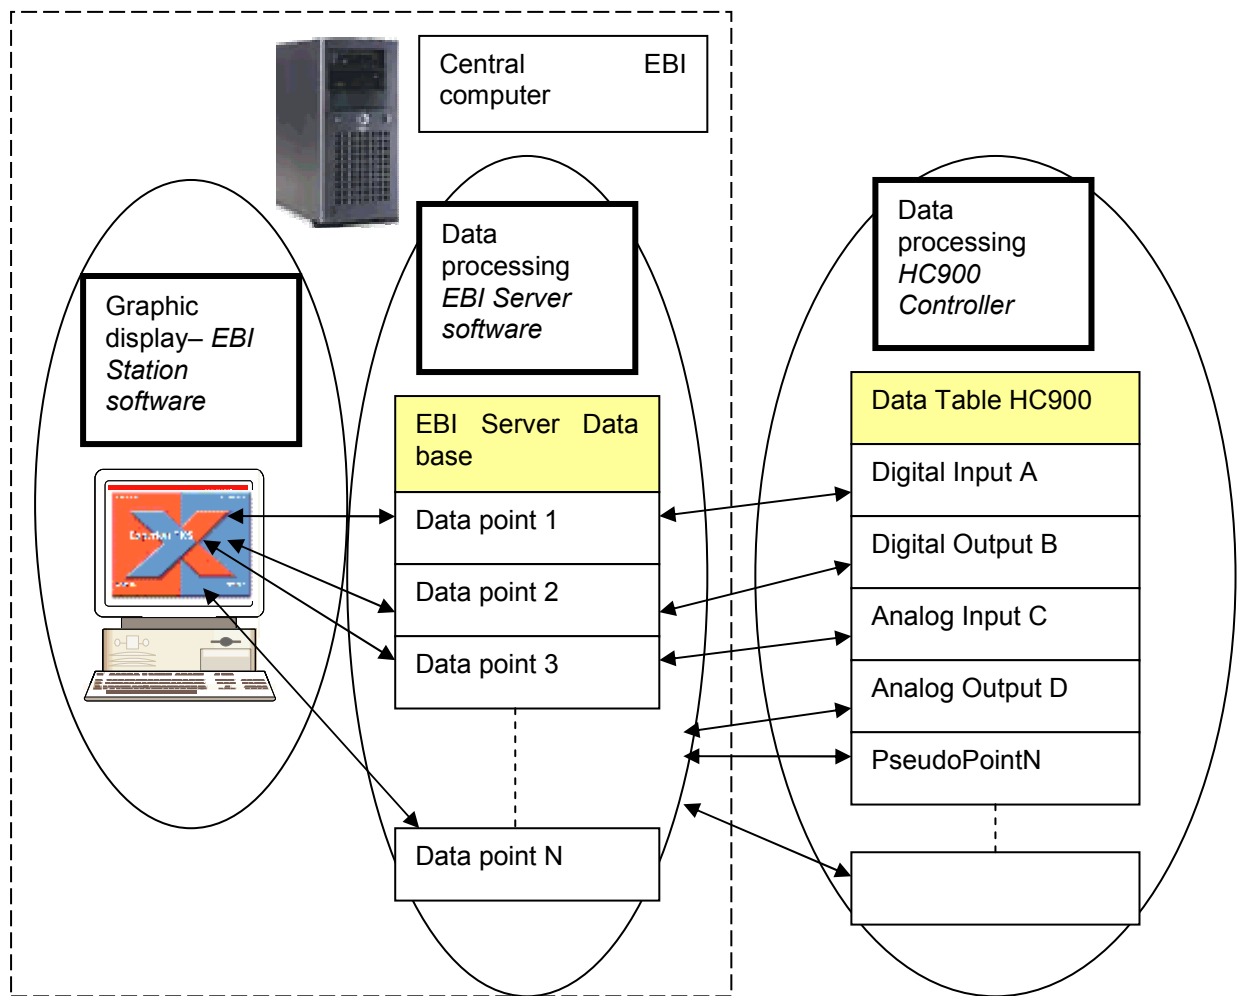 Central EBI
computer
Data
processing
EBI Server
software
Data
processing
HC900
Controller
Graphic
display– EBI
Station
software
EBI Server Data
base
Data point 1
Data point 2
Data point 3
Data point N
Data Table HC900
Digital Input A
Digital Output B
Analog Input C
Analog Output D
PseudoPointN